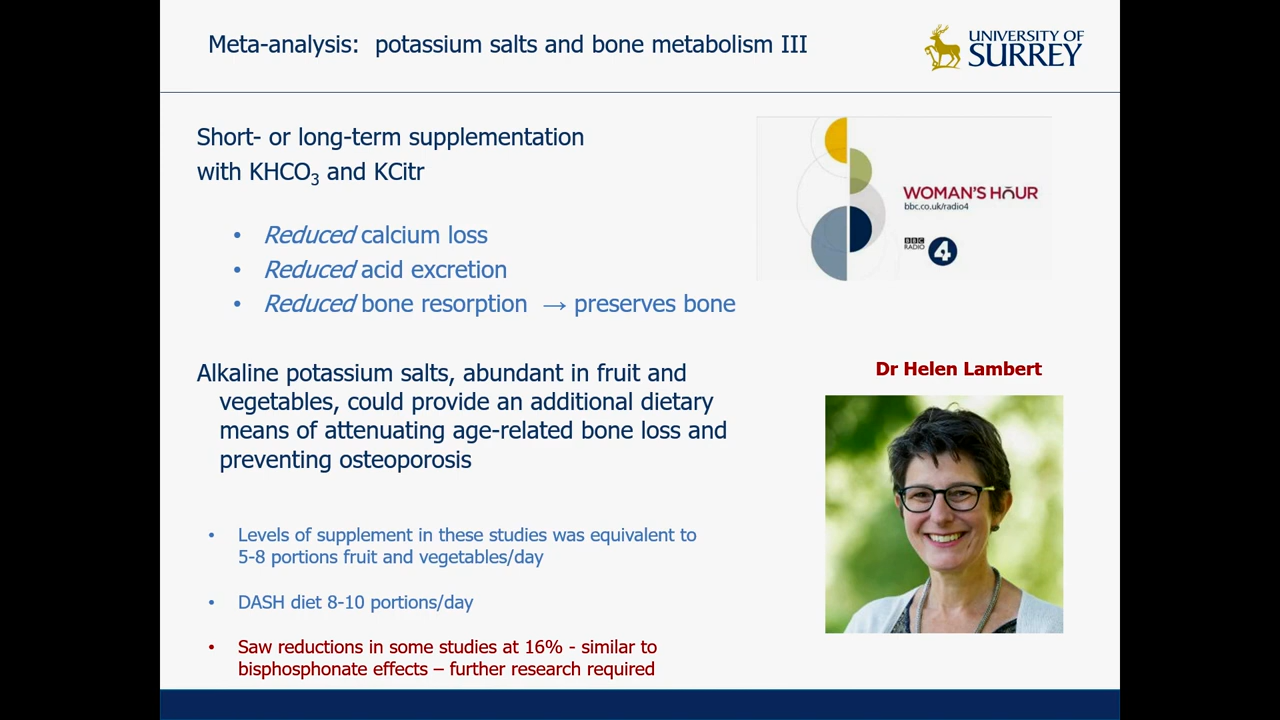 Meta-analysis: potassium salts and bone metabolism III
UNIVERSITY OF
SURREY
Short- or long-term supplementation
with KHCO₃ and KCitr
• Reduced calcium loss
• Reduced acid excretion
• Reduced bone resorption → preserves bone
WOMAN'S HOUR
bbc.co.uk/radio4
BBC
RADIO
4
Alkaline potassium salts, abundant in fruit and
vegetables, could provide an additional dietary
means of attenuating age-related bone loss and
preventing osteoporosis
Dr Helen Lambert
• Levels of supplement in these studies was equivalent to
5-8 portions fruit and vegetables/day
• DASH diet 8-10 portions/day
• Saw reductions in some studies at 16% - similar to
bisphosphonate effects – further research required